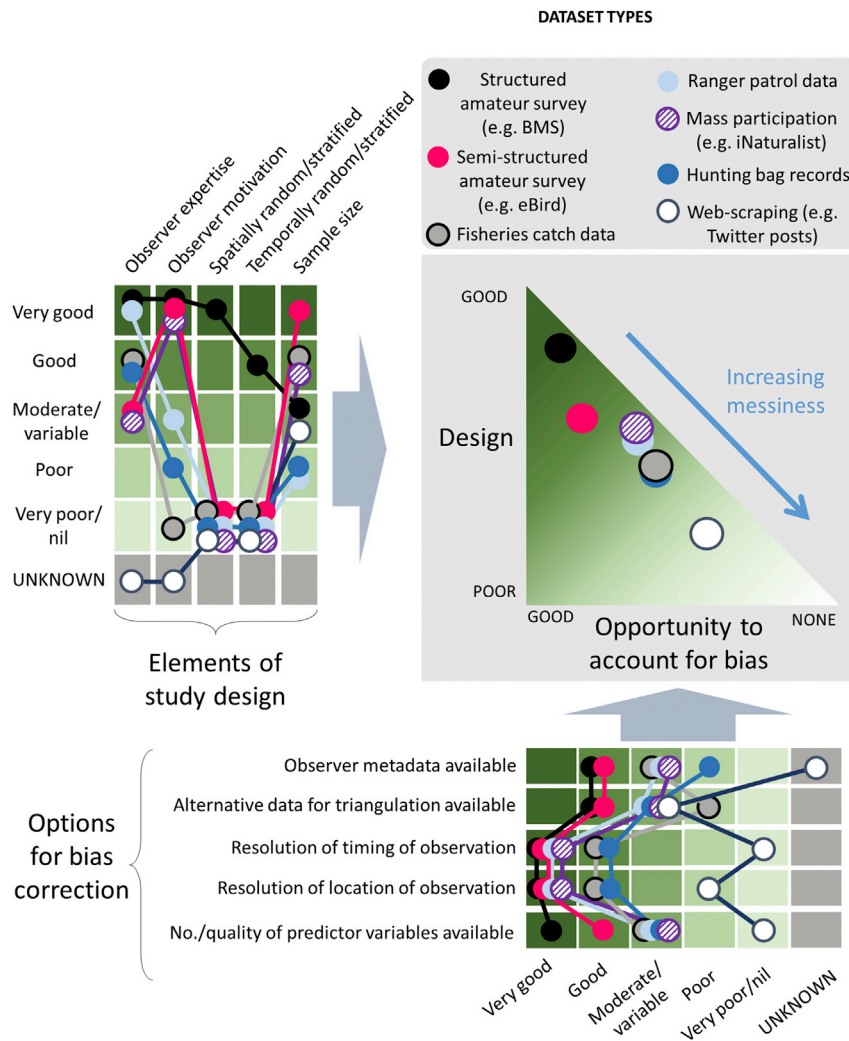 DATASET TYPES
Structured
amateur survey
(e.g. BMS)
Semi-structured
amateur survey
(e.g. eBird)
Fisheries catch data
Ranger patrol data
Mass participation
(e.g. iNaturalist)
Hunting bag records
Web-scraping (e.g.
Twitter posts)
Observer expertise
Observer motivation
Spatially random/stratified
Temporally random/stratified
Sample size
Very good
Good
Moderate/
variable
Poor
Very poor/
nil
UNKNOWN
Elements of
study design
GOOD
Design
POOR
Increasing
messiness
GOOD
NONE
Opportunity to
account for bias
Options
for bias
correction
Observer metadata available
Alternative data for triangulation available
Resolution of timing of observation
Resolution of location of observation
No./quality of predictor variables available
Very good
Good
Moderate/
variable
Poor
Very poor/nil
UNKNOWN